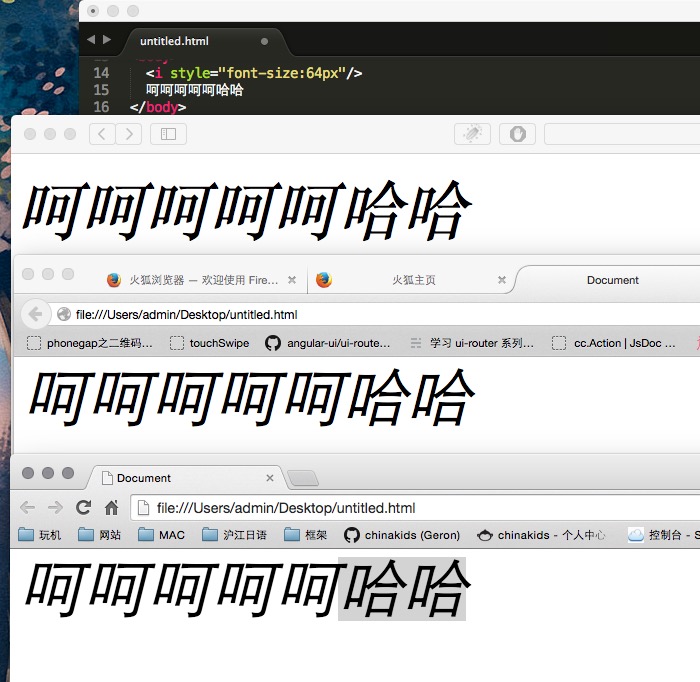 untitled.html
14 <i style="font-size:64px"/>
15 呵呵呵呵呵哈哈
16 </body>
呵呵呵呵呵哈哈
火狐浏览器 — 欢迎使用 Fire... 火狐主页 Document
file:///Users/admin/Desktop/untitled.html
phonegap之二维码... touchSwipe angular-ui/ui-route... 学习 ui-router 系列... cc.Action | JsDoc ...
呵呵呵呵呵哈哈
Document
file:///Users/admin/Desktop/untitled.html
玩机 网站 MAC 沪江日语 框架 chinakids (Geron) chinakids - 个人中心 控制台 - S
呵呵呵呵呵哈哈